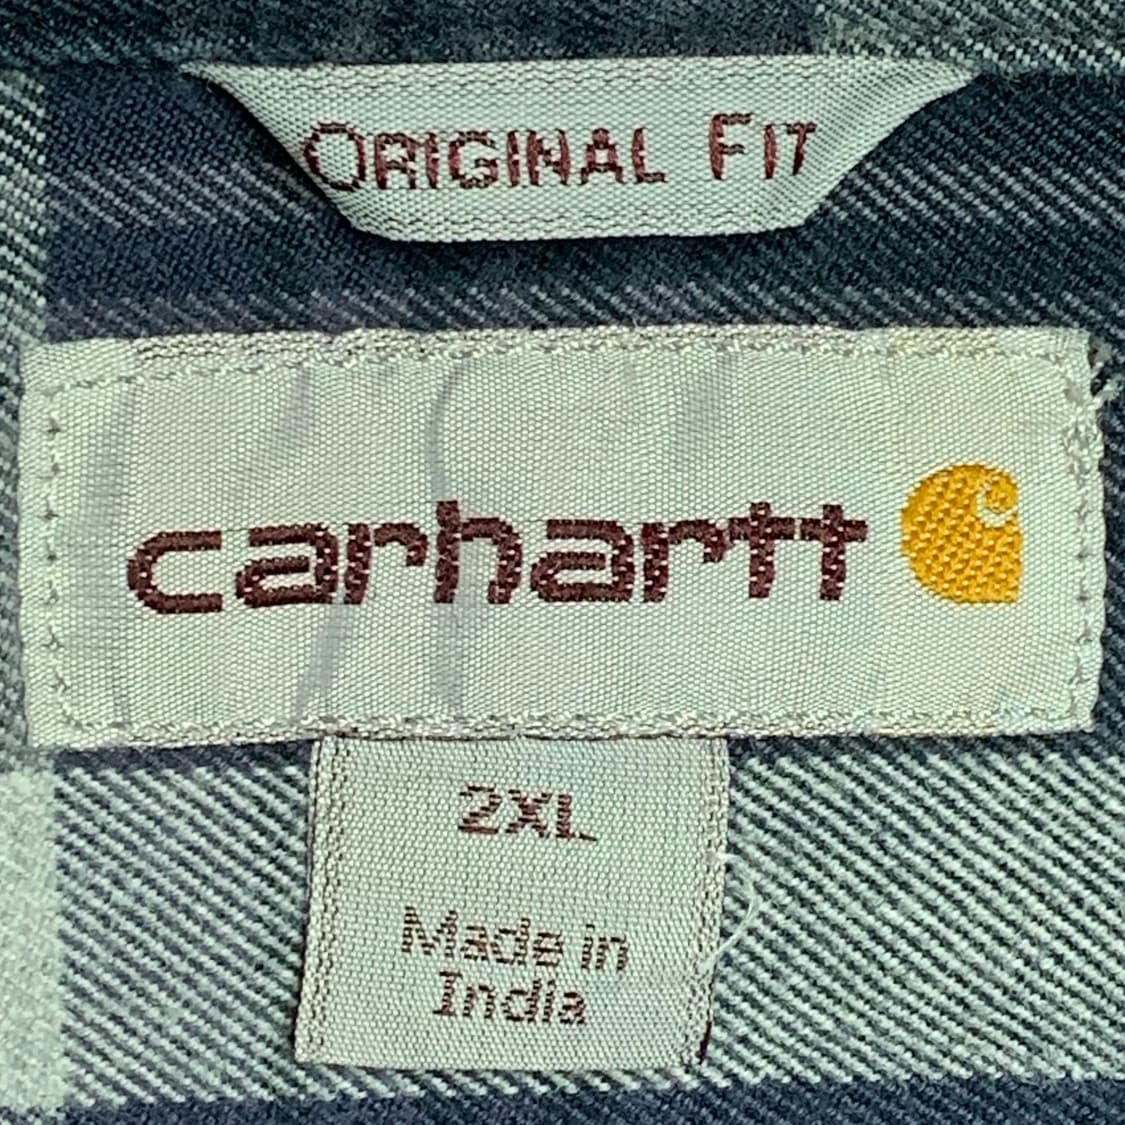 ORIGINAL FIT
carhartt
2XL
Made in
India